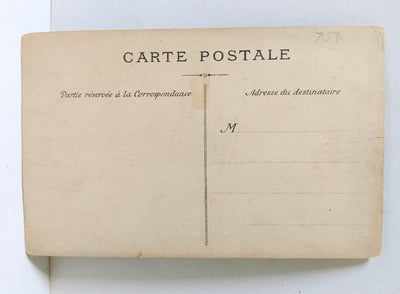 CARTE POSTALE
Partie réservée à la Correspondance
Adresse du destinataire
M